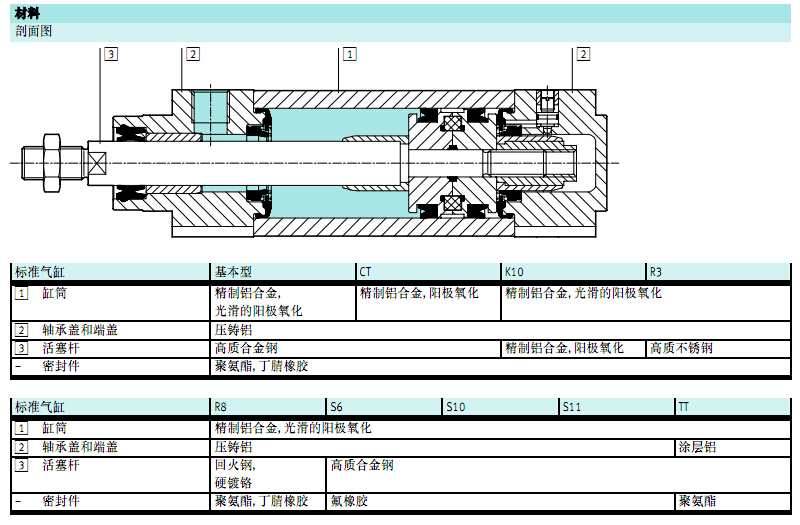 材料
剖面图
3 2 1 2
标准气缸 基本型 CT K10 R3
1 缸筒 精制铝合金, 精制铝合金,阳极氧化 精制铝合金,光滑的阳极氧化
光滑的阳极氧化
2 轴承盖和端盖 压铸铝
3 活塞杆 高质合金钢 精制铝合金,阳极氧化 高质不锈钢
– 密封件 聚氨酯,丁腈橡胶
标准气缸 R8 S6 S10 S11 TT
1 缸筒 精制铝合金,光滑的阳极氧化
2 轴承盖和端盖 压铸铝 涂层铝
3 活塞杆 回火钢, 高质合金钢
硬镀铬
– 密封件 聚氨酯,丁腈橡胶 氟橡胶 聚氨酯